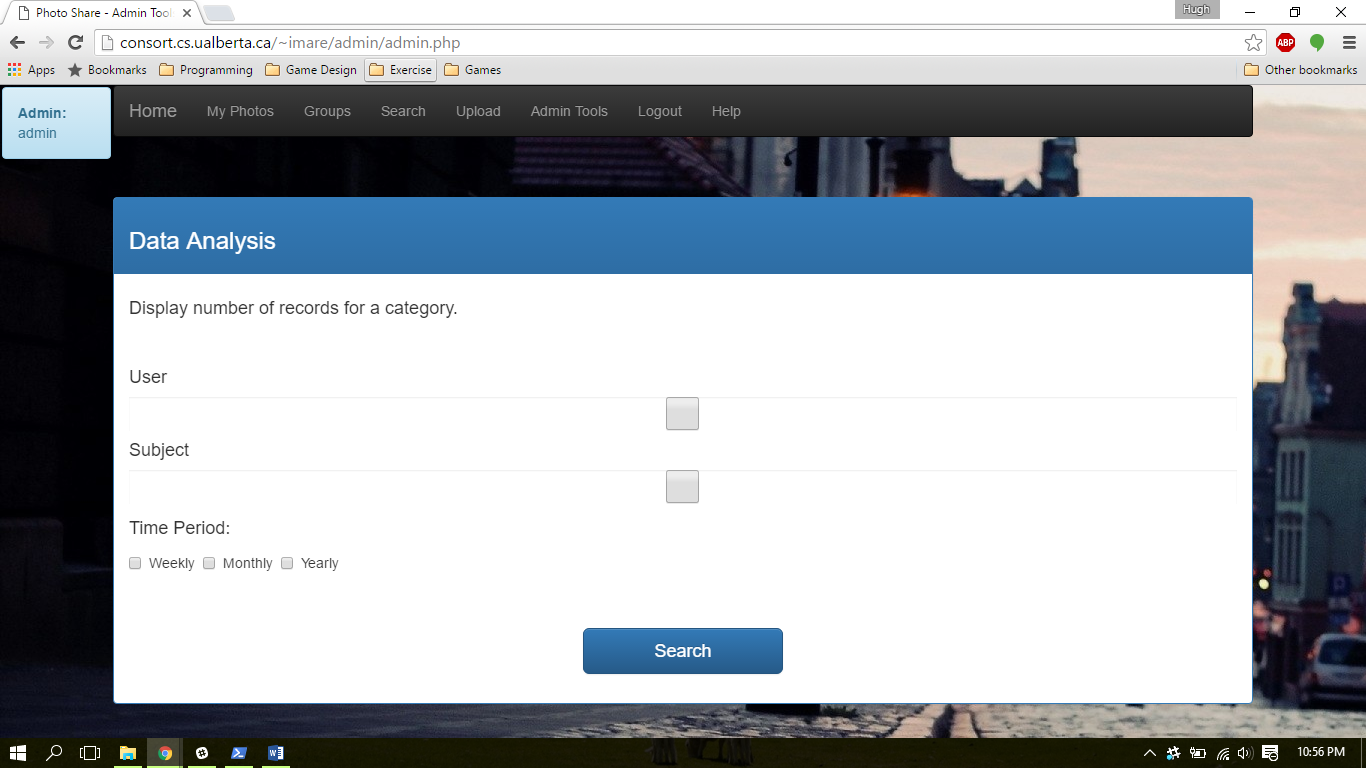 Photo Share - Admin Tool
Hugh
consort.cs.ualberta.ca/~imare/admin/admin.php
ABP
Apps Bookmarks Programming Game Design Exercise Games Other bookmarks
Admin:
admin
Home My Photos Groups Search Upload Admin Tools Logout Help
Data Analysis
Display number of records for a category.
User
Subject
Time Period:
Weekly Monthly Yearly
Search
10:56 PM